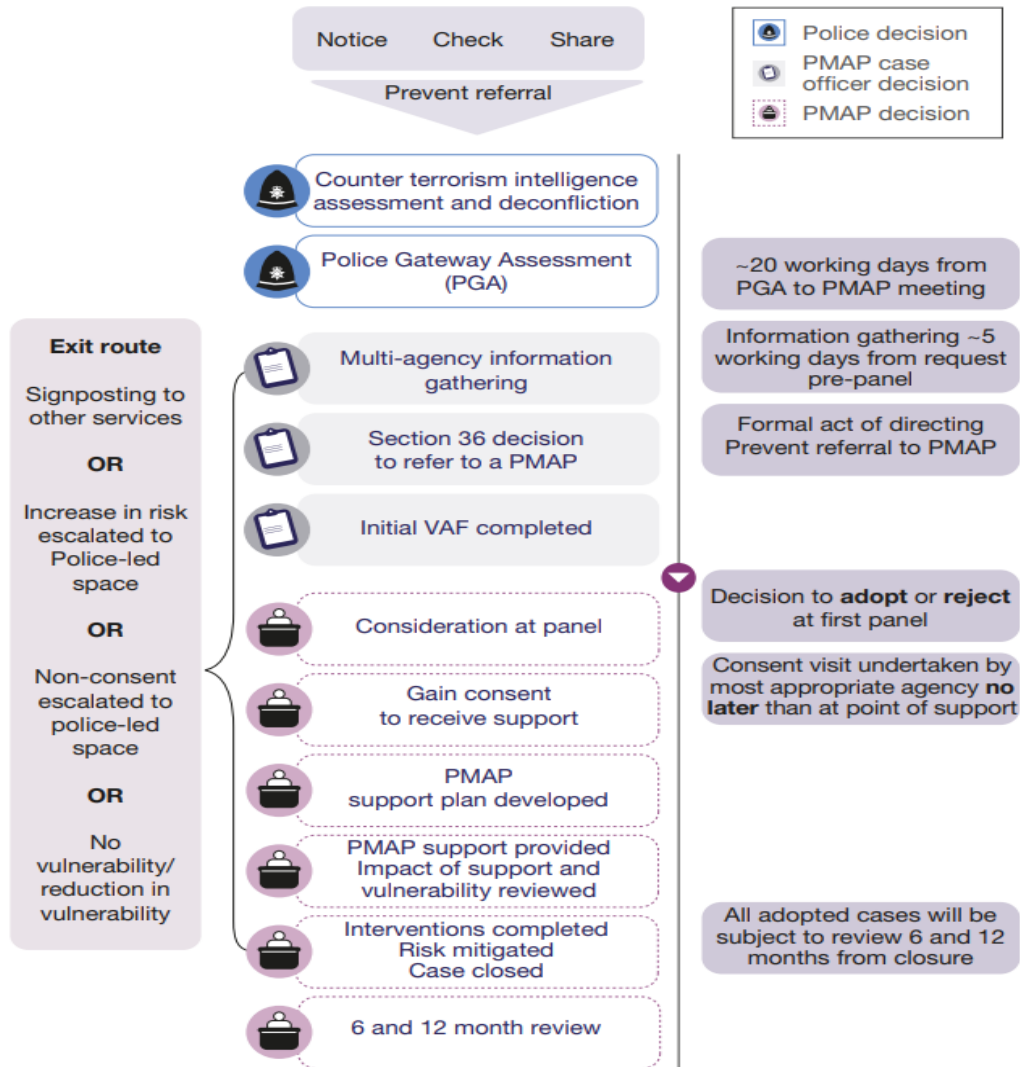 Notice Check Share
Prevent referral
Police decision
PMAP case
officer decision
PMAP decision
Counter terrorism intelligence
assessment and deconfliction
Police Gateway Assessment
(PGA)
~20 working days from
PGA to PMAP meeting
Exit route
Signposting to
other services
OR
Increase in risk
escalated to
Police-led
space
OR
Non-consent
escalated to
police-led
space
OR
No
vulnerability/
reduction in
vulnerability
Multi-agency information
gathering
Information gathering ~5
working days from request
pre-panel
Section 36 decision
to refer to a PMAP
Formal act of directing
Prevent referral to PMAP
Initial VAF completed
Consideration at panel
Decision to adopt or reject
at first panel
Gain consent
to receive support
Consent visit undertaken by
most appropriate agency no
later than at point of support
PMAP
support plan developed
PMAP support provided
Impact of support and
vulnerability reviewed
Interventions completed
Risk mitigated
Case closed
All adopted cases will be
subject to review 6 and 12
months from closure
6 and 12 month review